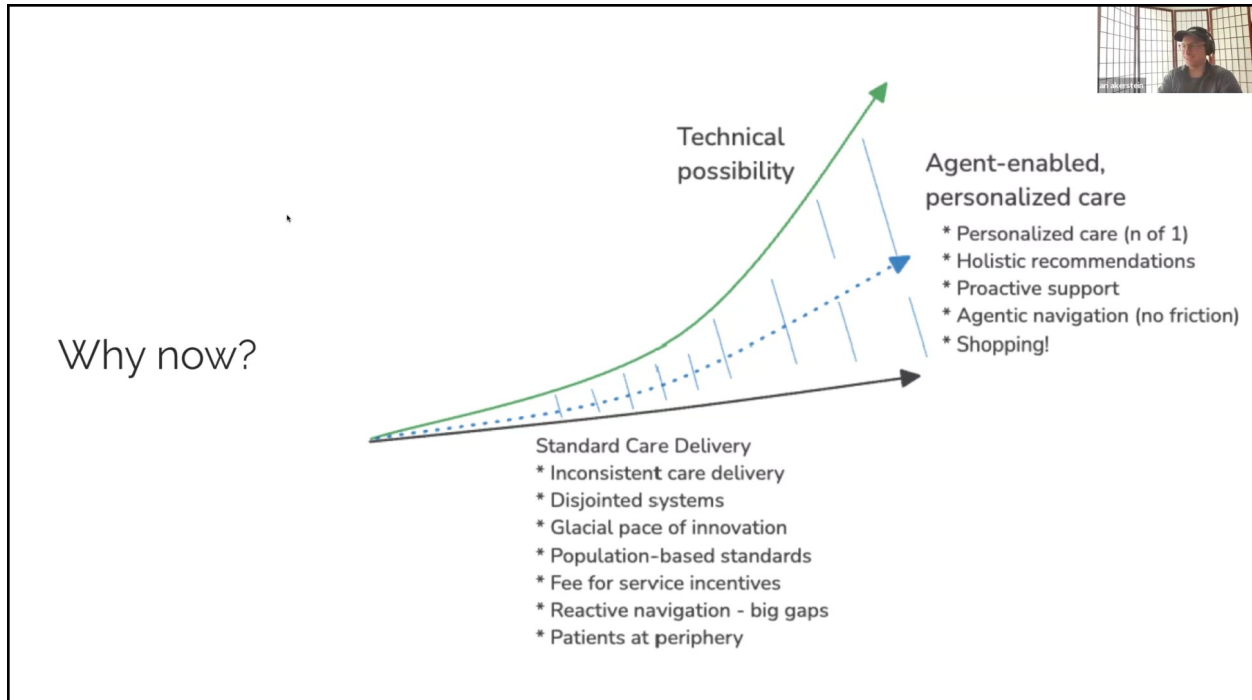 ari akerstein
Technical
possibility
Agent-enabled,
personalized care
* Personalized care (n of 1)
* Holistic recommendations
* Proactive support
* Agentic navigation (no friction)
* Shopping!
Why now?
Standard Care Delivery
* Inconsistent care delivery
* Disjointed systems
* Glacial pace of innovation
* Population-based standards
* Fee for service incentives
* Reactive navigation - big gaps
* Patients at periphery